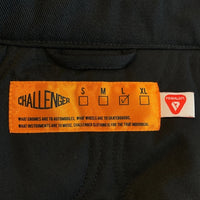 CHALLENGER
S M L XL
WHAT ENGINES ARE TO AUTOMOBILES, WHAT WHEELS ARE TO SKATEBOARDS,
WHAT INSTRUMENTS ARE TO MUSIC, CHALLENGER CLOTHING IS FOR THE TRUE INDIVIDUAL.
PRIMALOFT